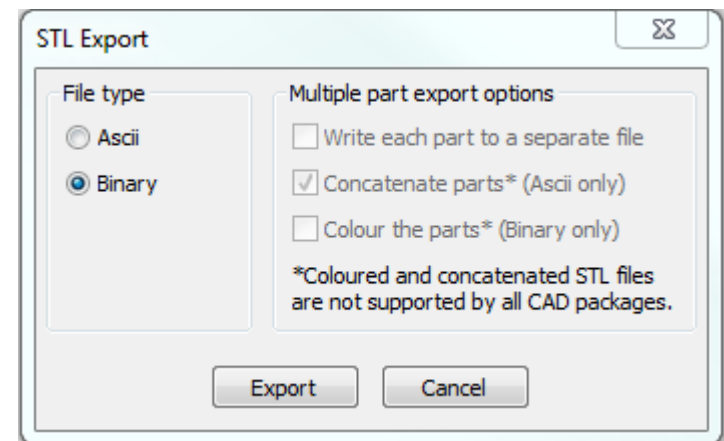 STL Export
File type
Ascii
Binary
Multiple part export options
Write each part to a separate file
Concatenate parts* (Ascii only)
Colour the parts* (Binary only)
*Coloured and concatenated STL files
are not supported by all CAD packages.
Export
Cancel